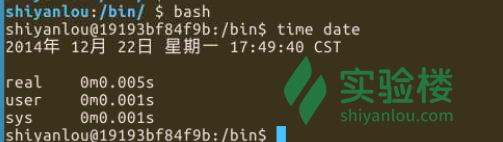 shiyanlou:/bin/ $ bash
shiyanlou@19193bf84f9b:/bin$ time date
2014年 12月 22日 星期一 17:49:40 CST
real 0m0.005s
user 0m0.001s
sys 0m0.001s
shiyanlou@19193bf84f9b:/bin$
实验楼
shiyanlou.com